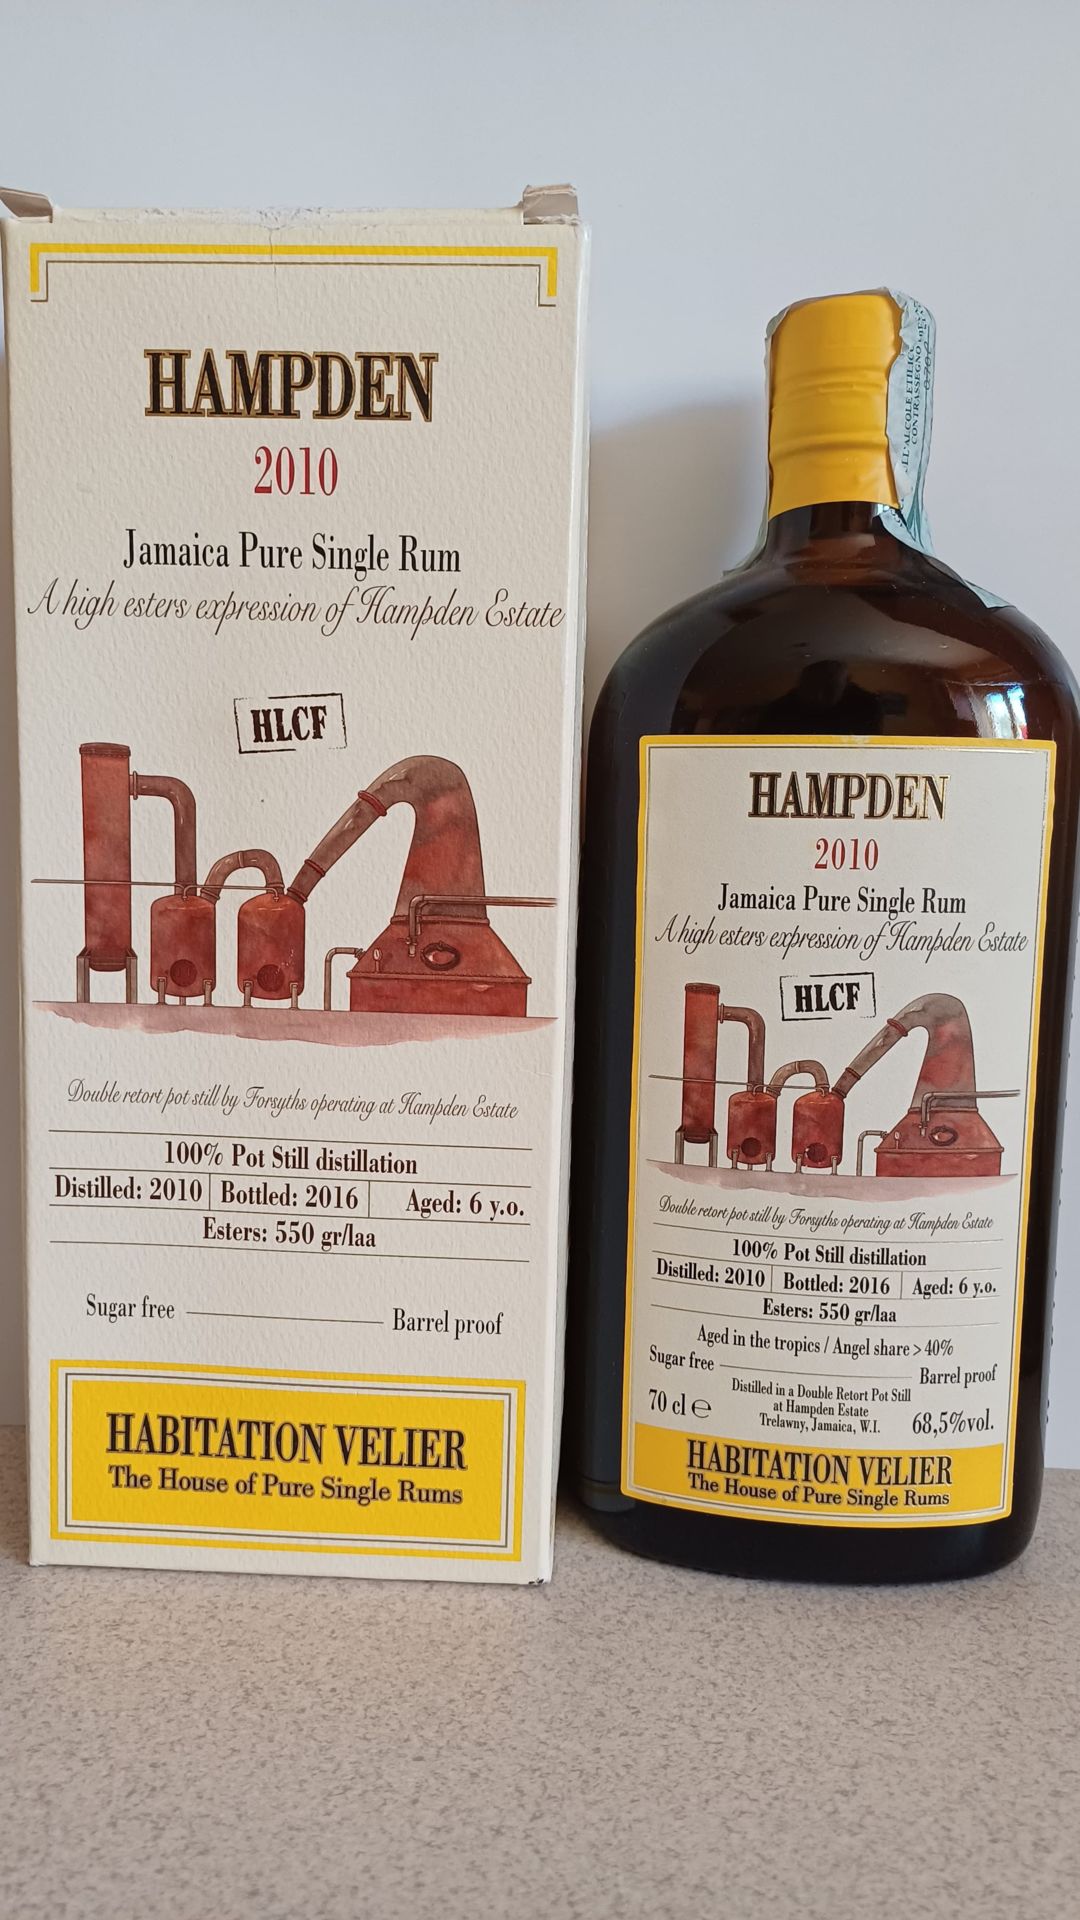 HAMPDEN
2010
Jamaica Pure Single Rum
A high esters expression of Hampden Estate
HLCF
Double retort pot still by Forsyths operating at Hampden Estate
100% Pot Still distillation
Distilled: 2010 Bottled: 2016 Aged: 6 y.o.
Esters: 550 gr/laa
Sugar free Barrel proof
HABITATION VELIER
The House of Pure Single Rums
CONTRASSEGNO
HAMPDEN
2010
Jamaica Pure Single Rum
A high esters expression of Hampden Estate
HLCF
Double retort pot still by Forsyths operating at Hampden Estate
100% Pot Still distillation
Distilled: 2010 Bottled: 2016 Aged: 6 y.o.
Esters: 550 gr/laa
Aged in the tropics / Angel share > 40%
Sugar free Barrel proof
Distilled in a Double Retort Pot Still
at Hampden Estate
Trelawny, Jamaica, W.I.
70 cl ℮ 68,5%vol.
HABITATION VELIER
The House of Pure Single Rums